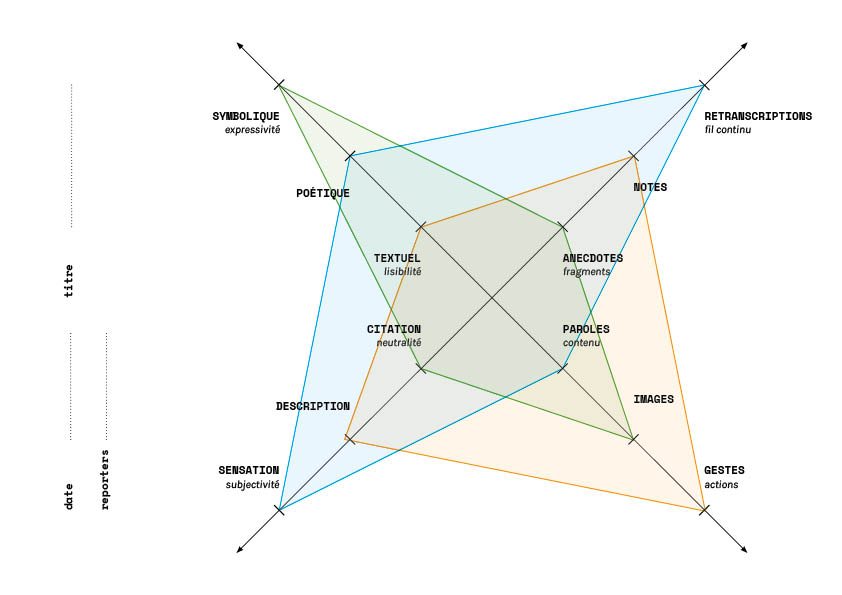 SYMBOLIQUE
expressivité
RETRANSCRIPTIONS
fil continu
POÉTIQUE
NOTES
TEXTUEL
lisibilité
ANECDOTES
fragments
CITATION
neutralité
PAROLES
contenu
DESCRIPTION
IMAGES
SENSATION
subjectivité
GESTES
actions
titre
date
reporters